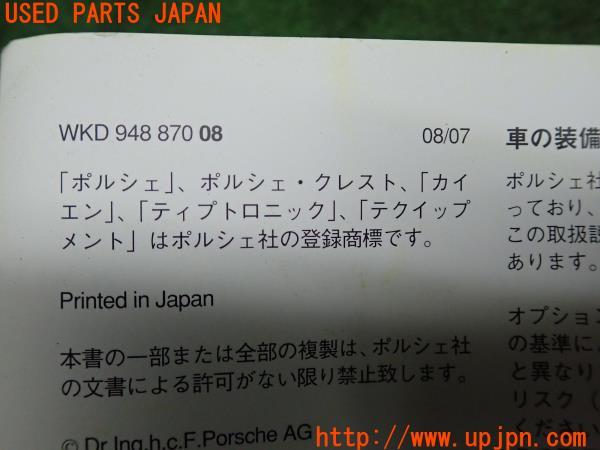 USED PARTS JAPAN
WKD 948 870 08
08/07
「ポルシェ」、ポルシェ・クレスト、「カイ
エン」、「ティプトロニック」、「テクイップ
メント」はポルシェ社の登録商標です。
Printed in Japan
本書の一部または全部の複製は、ポルシェ社
の文書による許可がない限り禁止致します。
© Dr.Ing.h.c.F.Porsche AG
車の装備
ポルシェ社
っており、
この取扱説
あります。
オプション
の基準に
と異なり
リスク（
ください
http://www.upjpn.com/